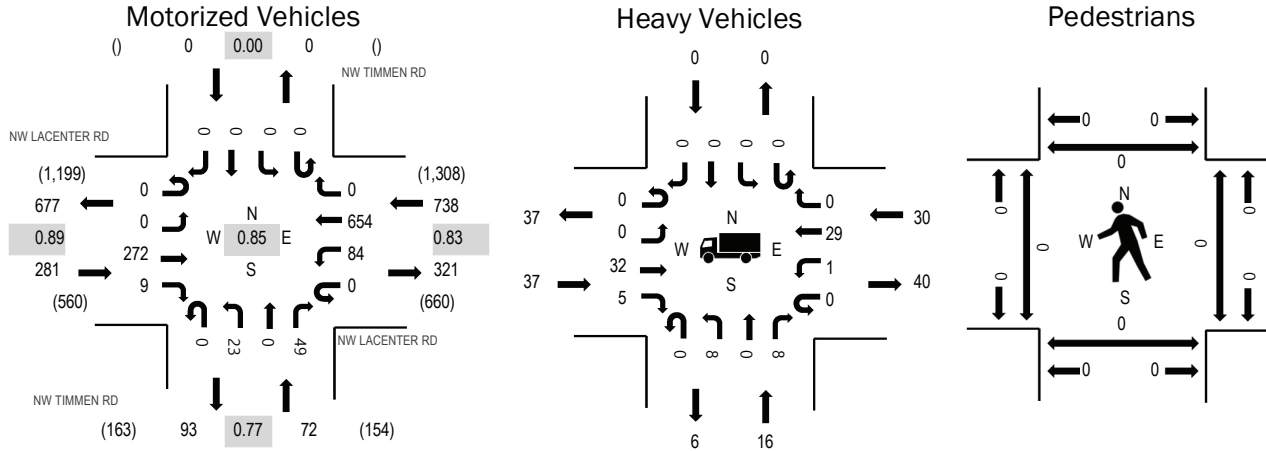 Motorized Vehicles
() 0 0.00 0 ()
NW TIMMEN RD
NW LACENTER RD
0 0 0 0
(1,199) 0 0 (1,308)
677 738
0 N 654
0.89 W 0.85 E 0.83
272 84
281 S 321
(560) 9 0 (660)
0 23 0 49
NW LACENTER RD
NW TIMMEN RD
(163) 93 0.77 72 (154)
Heavy Vehicles
0 0
0 0 0 0
0 0
37 30
0 N 29
W E
32 1
37 S 40
5 0
0 8 0 8
6 16
Pedestrians
0 0
0
0 N 0
0 W E 0
0 S 0
0
0 0